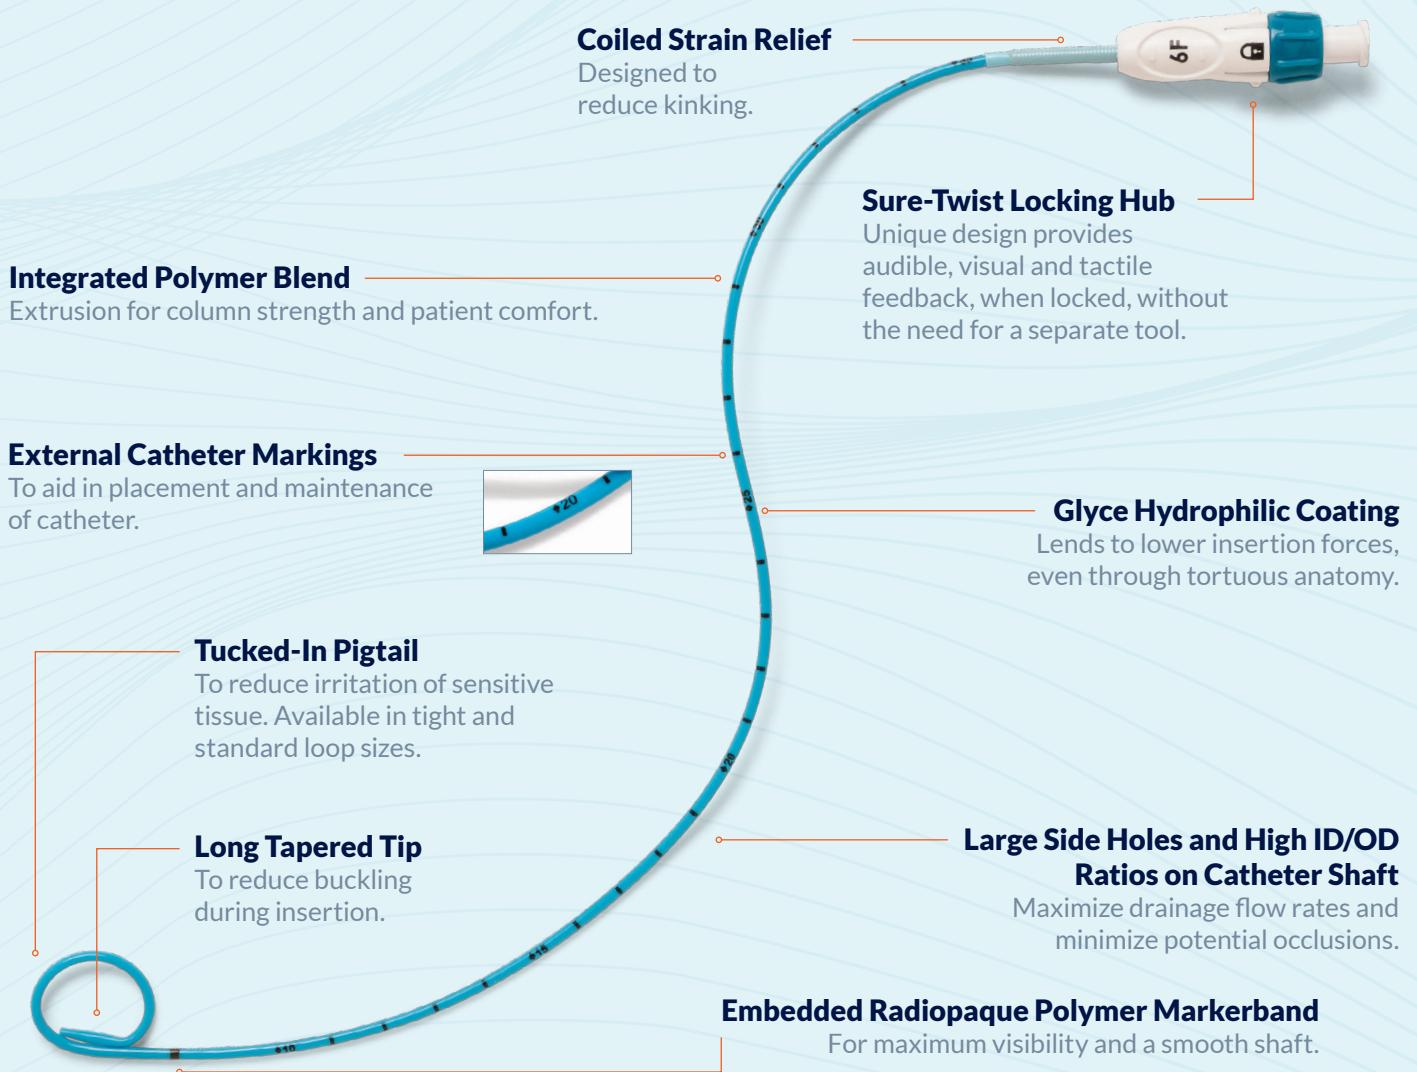 Coiled Strain Relief
Designed to
reduce kinking.
6F
Sure-Twist Locking Hub
Unique design provides
audible, visual and tactile
feedback, when locked, without
the need for a separate tool.
Integrated Polymer Blend
Extrusion for column strength and patient comfort.
External Catheter Markings
To aid in placement and maintenance
of catheter.
20
25
Glyce Hydrophilic Coating
Lends to lower insertion forces,
even through tortuous anatomy.
Tucked-In Pigtail
To reduce irritation of sensitive
tissue. Available in tight and
standard loop sizes.
20
Long Tapered Tip
To reduce buckling
during insertion.
Large Side Holes and High ID/OD
Ratios on Catheter Shaft
Maximize drainage flow rates and
minimize potential occlusions.
15
Embedded Radiopaque Polymer Markerband
For maximum visibility and a smooth shaft.
10